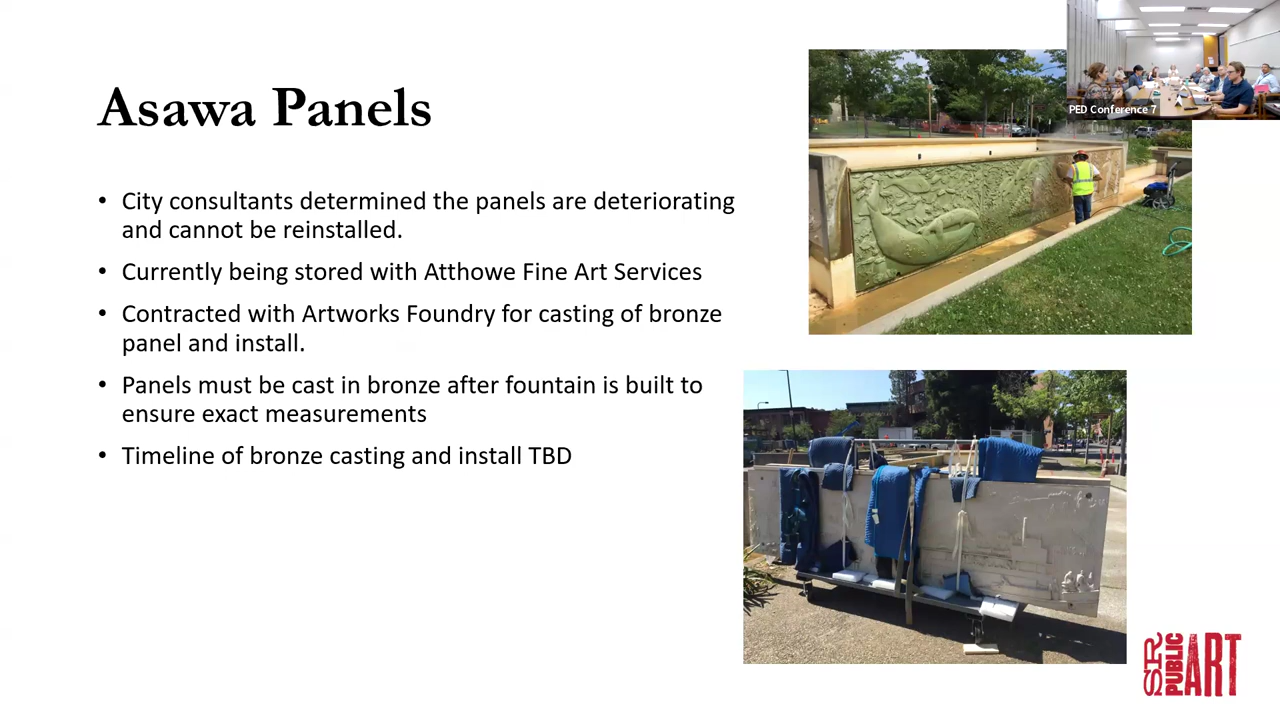 PED Conference 7
Asawa Panels
• City consultants determined the panels are deteriorating
and cannot be reinstalled.
• Currently being stored with Atthowe Fine Art Services
• Contracted with Artworks Foundry for casting of bronze
panel and install.
• Panels must be cast in bronze after fountain is built to
ensure exact measurements
• Timeline of bronze casting and install TBD
SR
PUBLIC
ART